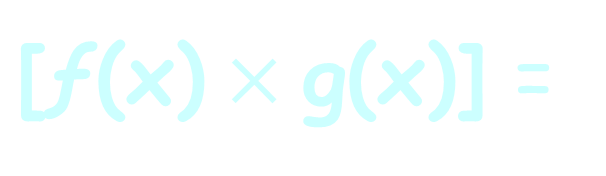 [f(x) × g(x)] =